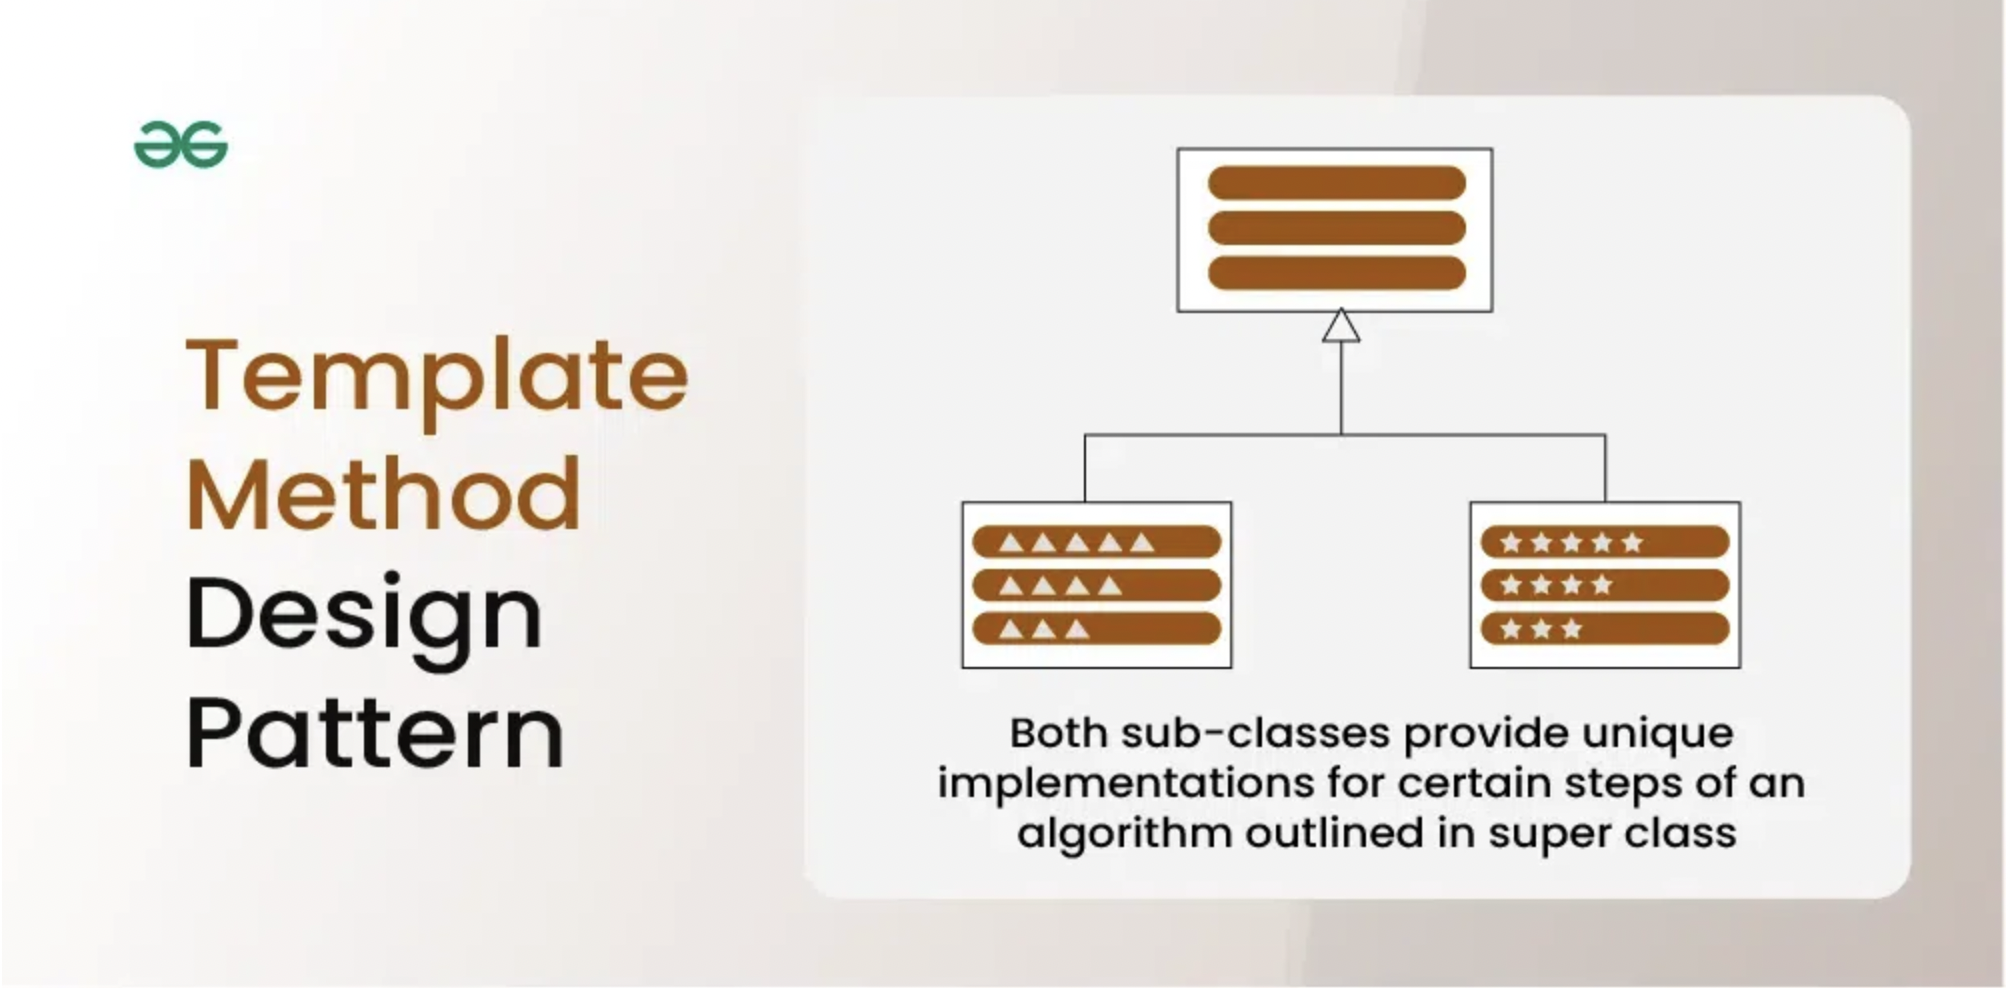 Template
Method
Design
Pattern
Both sub-classes provide unique
implementations for certain steps of an
algorithm outlined in super class